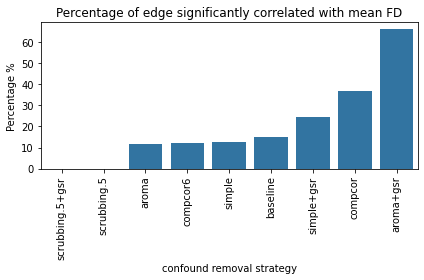 Percentage of edge significantly correlated with mean FD
Percentage %
60
50
40
30
20
10
0
scrubbing.5+gsr
scrubbing.5
aroma
compcor6
simple
baseline
simple+gsr
compcor
aroma+gsr
confound removal strategy